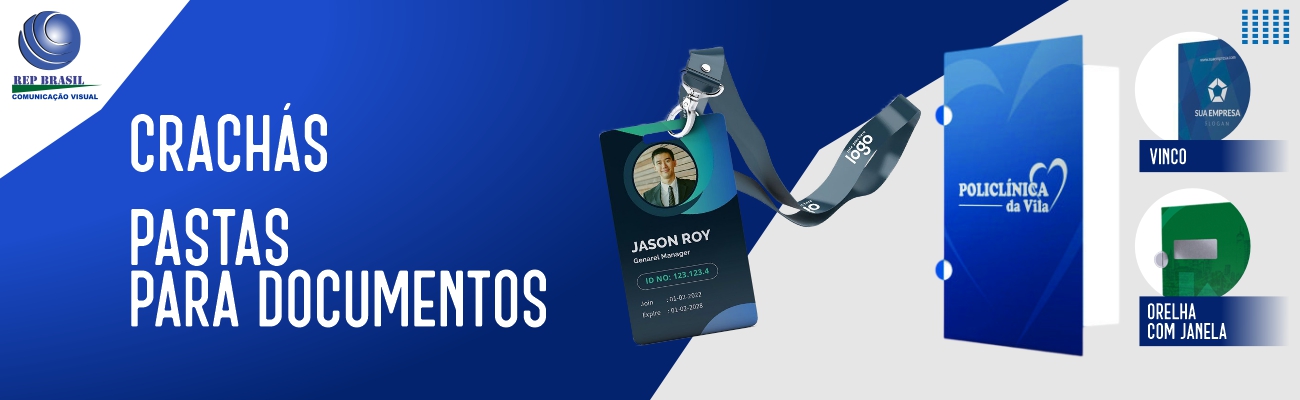 REP BRASIL
COMUNICAÇÃO VISUAL
CRACHÁS
PASTAS
PARA DOCUMENTOS
logo
JASON ROY
Genarel Manager
ID NO: 123.123.4
Join : 01-02-2022
Expire : 01-02-2026
POLICLÍNICA
da Vila
SUA EMPRESA
SLOGAN
VINCO
ORELHA
COM JANELA